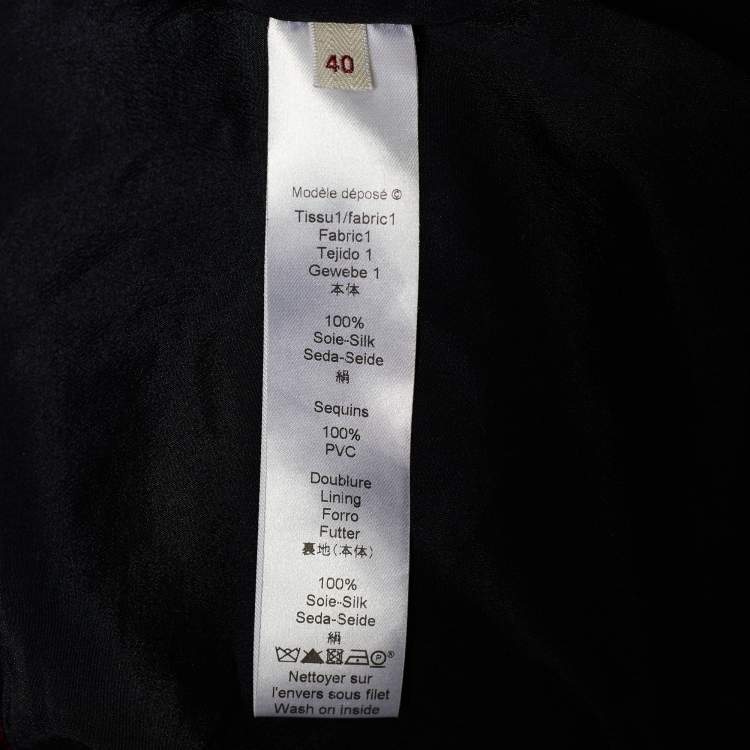 40
Modèle déposé ©
Tissu1/fabric1
Fabric1
Tejido 1
Gewebe 1
本体
100%
Soie-Silk
Seda-Seide
絹
Sequins
100%
PVC
Doublure
Lining
Forro
Futter
裏地(本体)
100%
Soie-Silk
Seda-Seide
絹
P®
Nettoyer sur
l'envers sous filet
Wash on inside